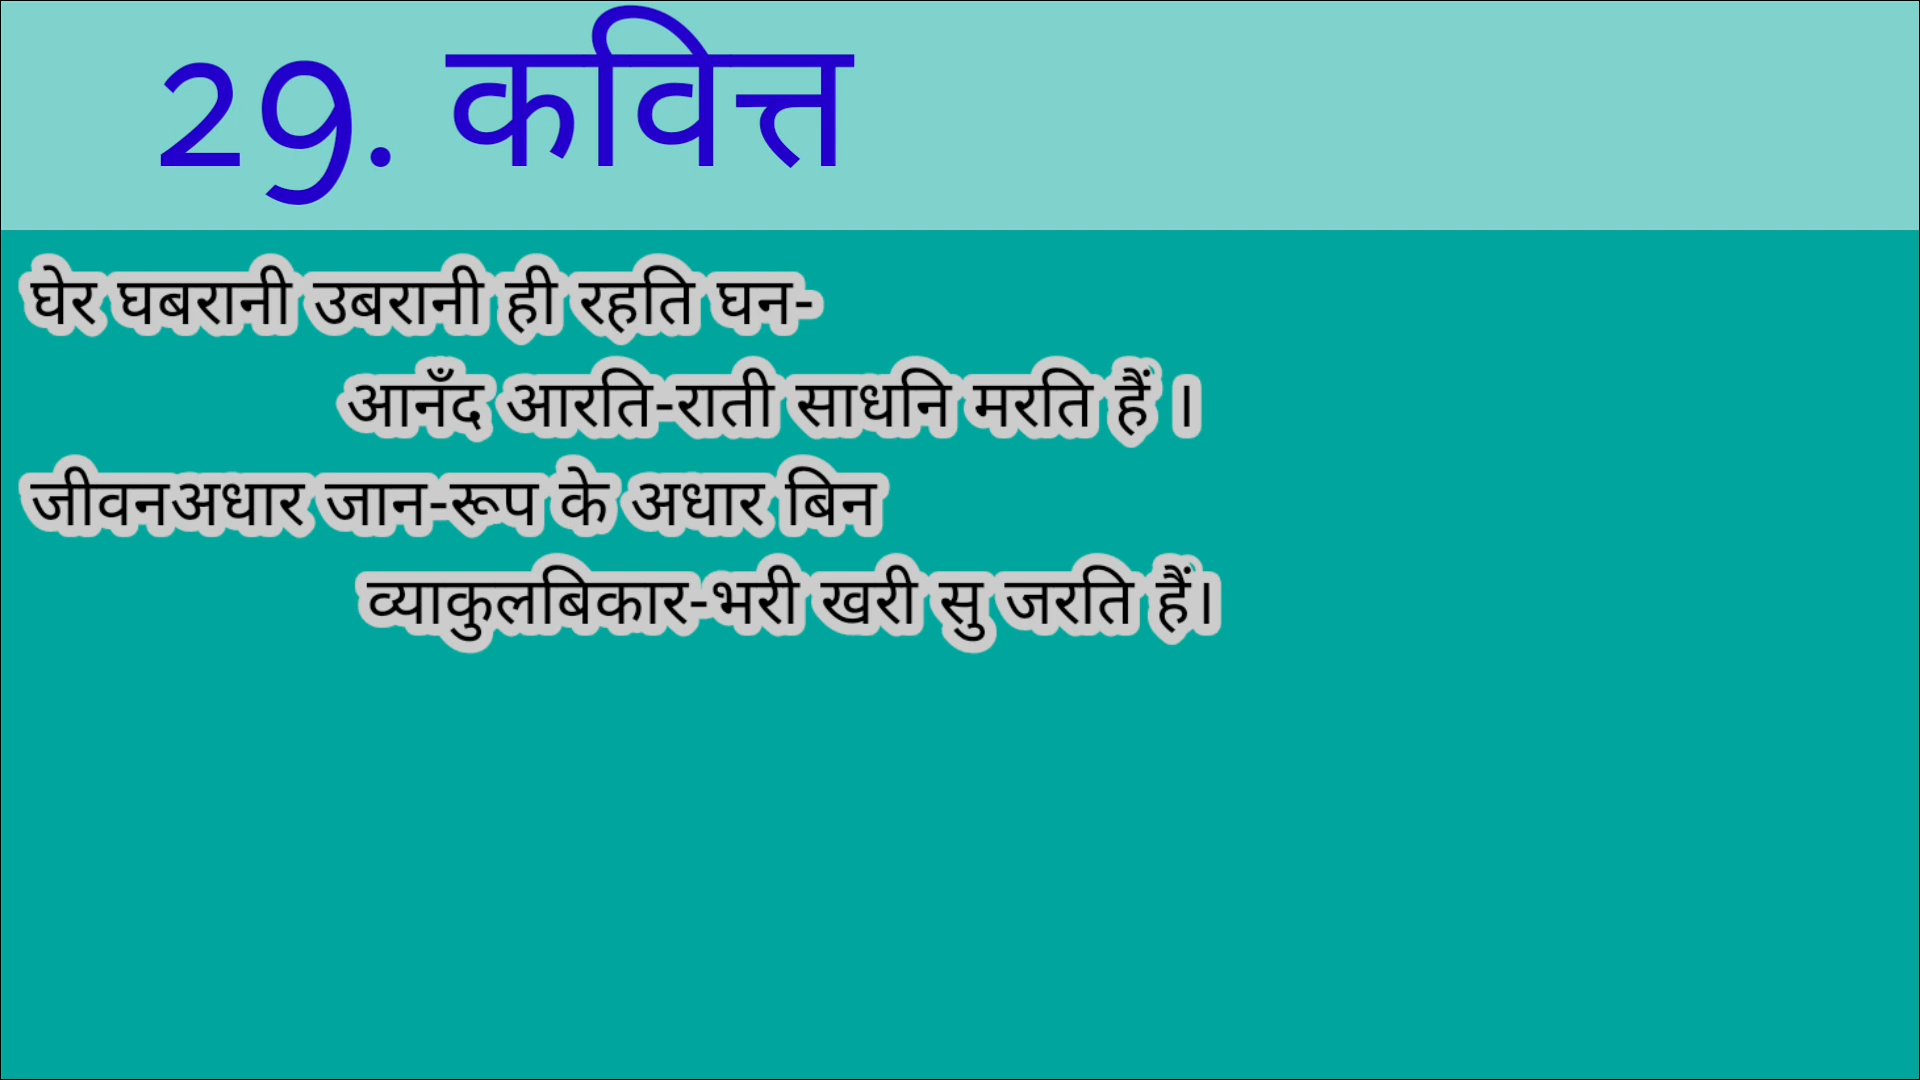 29. कवित्त
घेर घबरानी उबरानी ही रहति घन-
आनँद आरति-राती साधनि मरति हैं ।
जीवनअधार जान-रूप के अधार बिन
व्याकुलबिकार-भरी खरी सु जरति हैं।